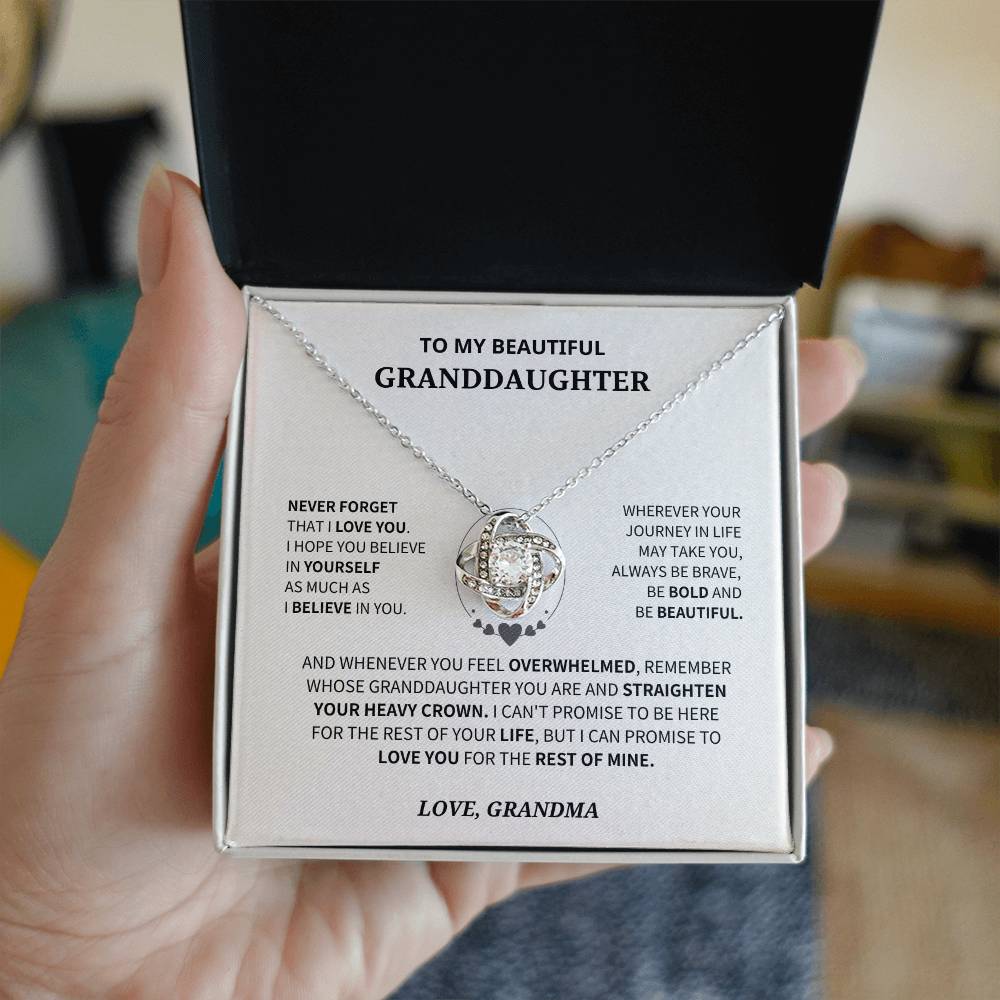 TO MY BEAUTIFUL
GRANDDAUGHTER
NEVER FORGET
THAT I LOVE YOU.
I HOPE YOU BELIEVE
IN YOURSELF
AS MUCH AS
I BELIEVE IN YOU.
WHEREVER YOUR
JOURNEY IN LIFE
MAY TAKE YOU,
ALWAYS BE BRAVE,
BE BOLD AND
BE BEAUTIFUL.
AND WHENEVER YOU FEEL OVERWHELMED, REMEMBER
WHOSE GRANDDAUGHTER YOU ARE AND STRAIGHTEN
YOUR HEAVY CROWN. I CAN'T PROMISE TO BE HERE
FOR THE REST OF YOUR LIFE, BUT I CAN PROMISE TO
LOVE YOU FOR THE REST OF MINE.
LOVE, GRANDMA